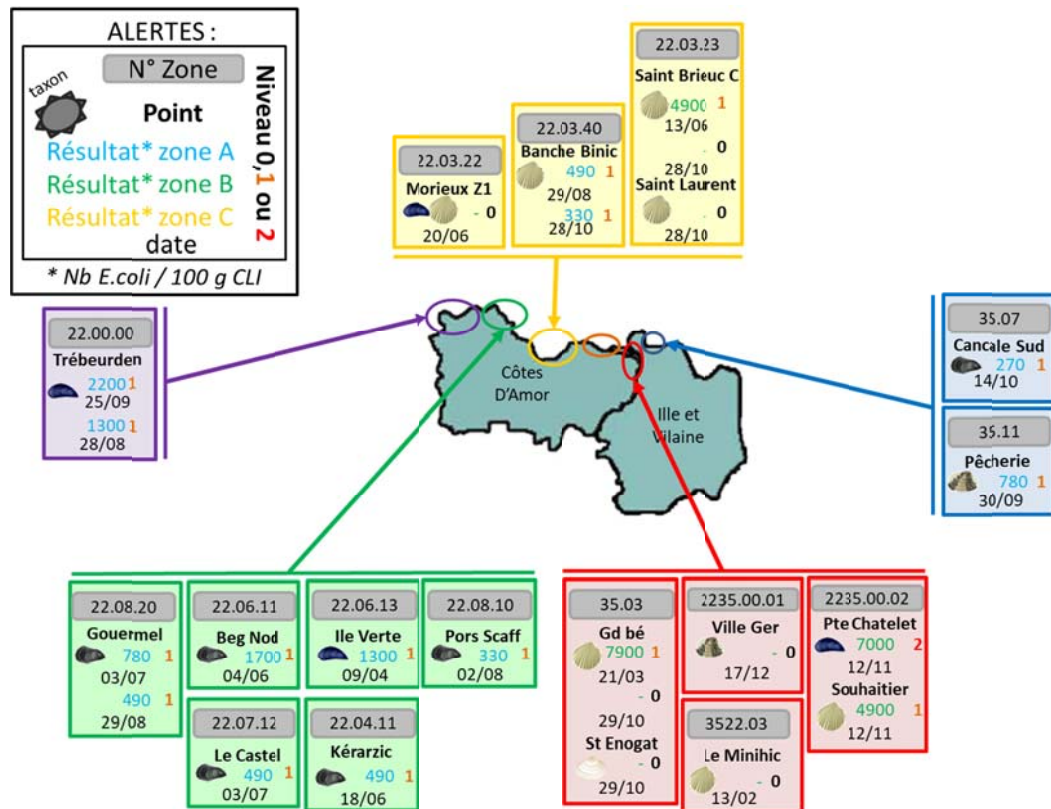 ALERTES :
taxon
N° Zone
Point
Résultat* zone A
Résultat* zone B
Résultat* zone C
date
Niveau 0,1 ou 2
* Nb E.coli / 100 g CLI
22.03.22
Morieux Z1
- 0
20/06
22.03.40
Banche Binic
490 1
29/08
330 1
28/10
22.03.23
Saint Brieuc C
4900 1
13/06
- 0
28/10
Saint Laurent
- 0
28/10
22.00.00
Trébeurden
2200 1
25/09
1300 1
28/08
Côtes
D'Amor
Ille et
Vilaine
35.07
Cancale Sud
270 1
14/10
35.11
Pêcherie
780 1
30/09
22.08.20
Gouermel
780 1
03/07
490 1
29/08
22.06.11
Beg Nod
1700 1
04/06
22.06.13
Ile Verte
1300 1
09/04
22.08.10
Pors Scaff
330 1
02/08
22.07.12
Le Castel
490 1
03/07
22.04.11
Kérarzic
490 1
18/06
35.03
Gd bé
7900 1
21/03
- 0
29/10
St Enogat
- 0
29/10
2235.00.01
Ville Ger
- 0
17/12
3522.03
Le Minihic
- 0
13/02
2235.00.02
Pte Chatelet
7000 2
12/11
Souhaitier
4900 1
12/11